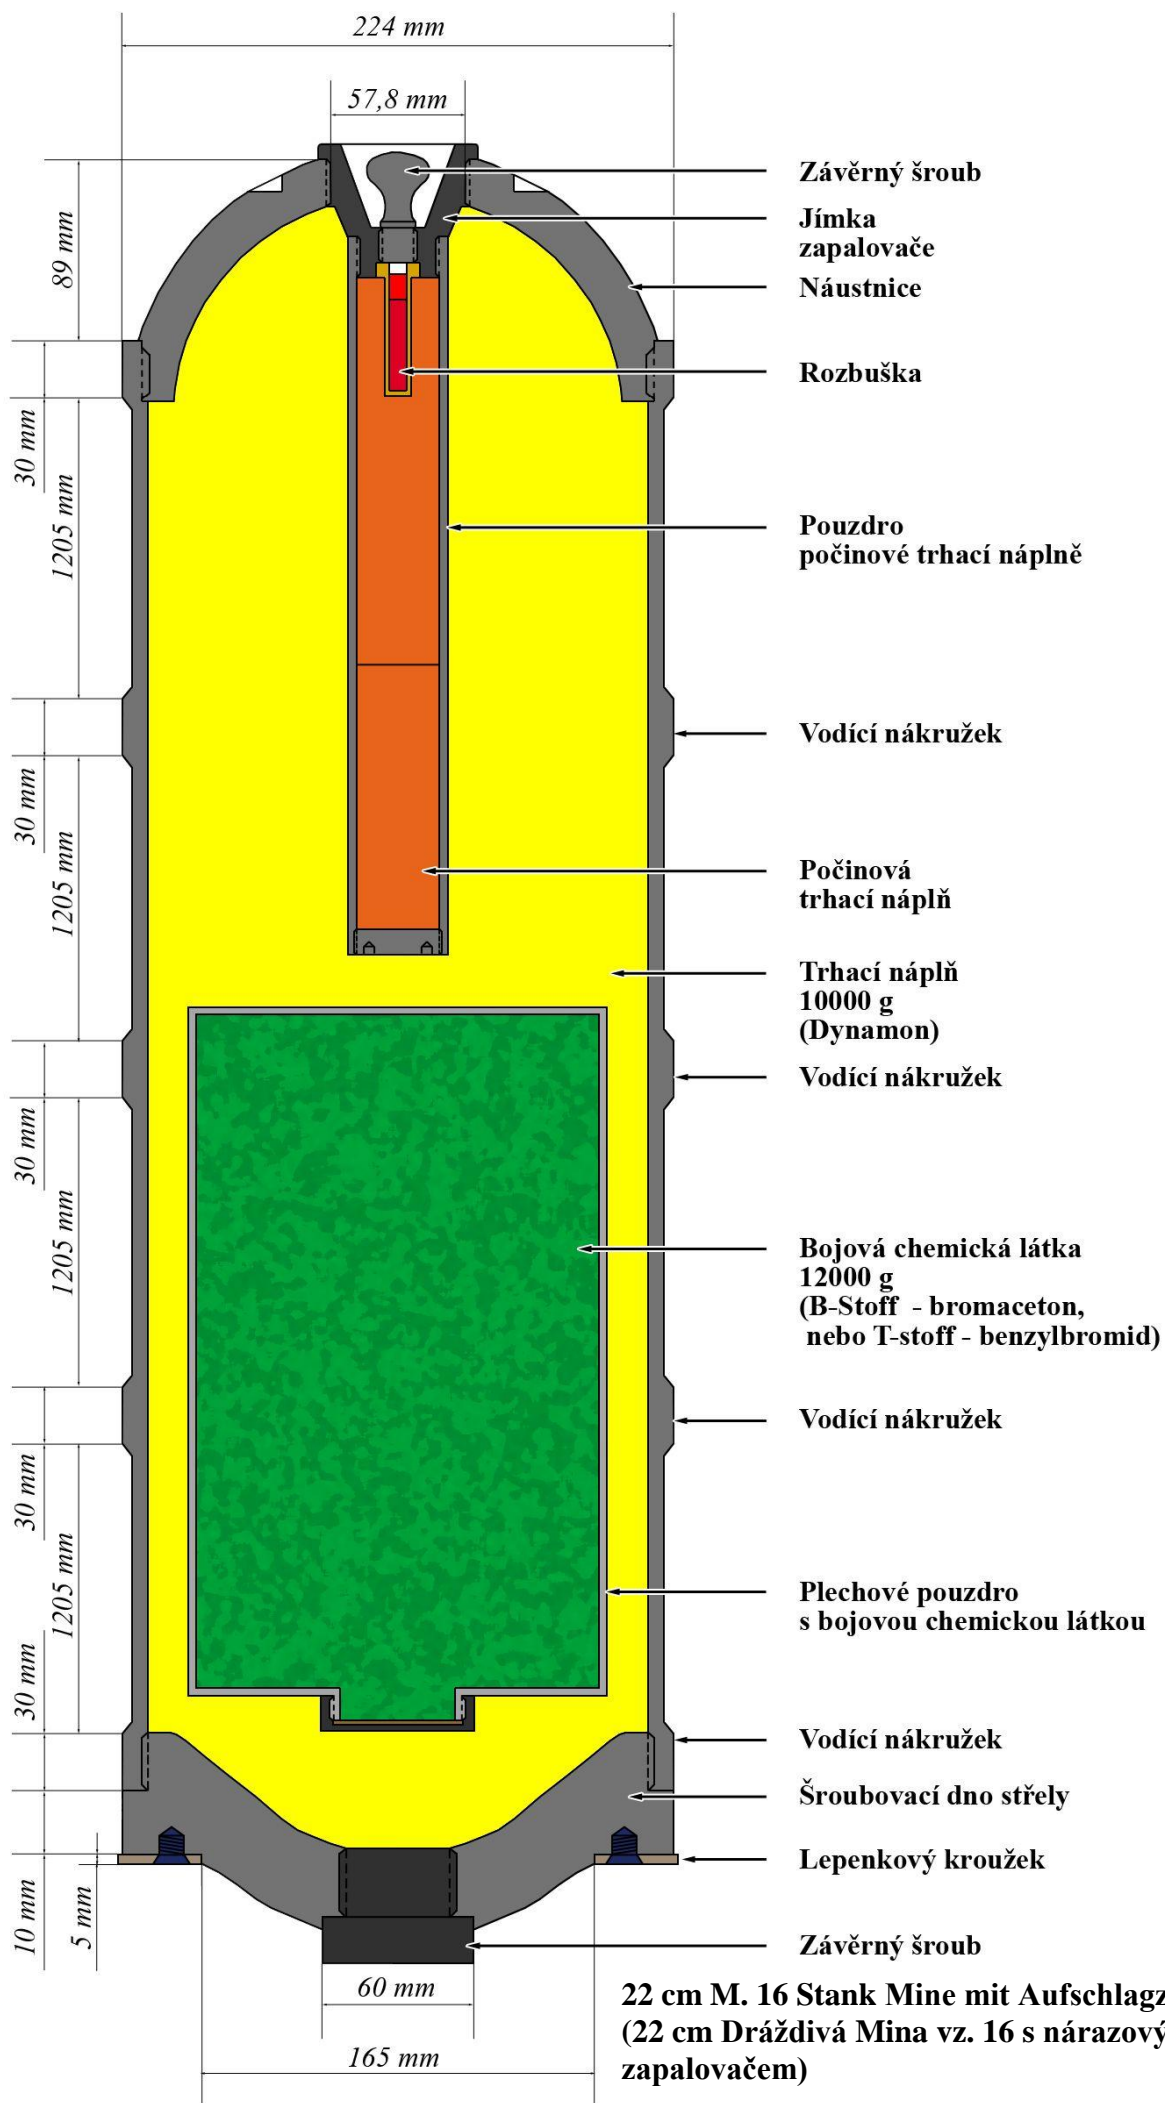 224 mm
57,8 mm
89 mm
30 mm
1205 mm
30 mm
1205 mm
30 mm
1205 mm
30 mm
1205 mm
30 mm
10 mm
5 mm
60 mm
165 mm
Závěrný šroub
Jímka
zapalovače
Náustnice
Rozbuška
Pouzdro
počinové trhací náplně
Vodící nákružek
Počinová
trhací náplň
Trhací náplň
10000 g
(Dynamon)
Vodící nákružek
Bojová chemická látka
12000 g
(B-Stoff - bromaceton,
nebo T-stoff - benzylbromid)
Vodící nákružek
Plechové pouzdro
s bojovou chemickou látkou
Vodící nákružek
Šroubovací dno střely
Lepenkový kroužek
Závěrný šroub
22 cm M. 16 Stank Mine mit Aufschlagz
(22 cm Dráždivá Mina vz. 16 s nárazový
zapalovačem)